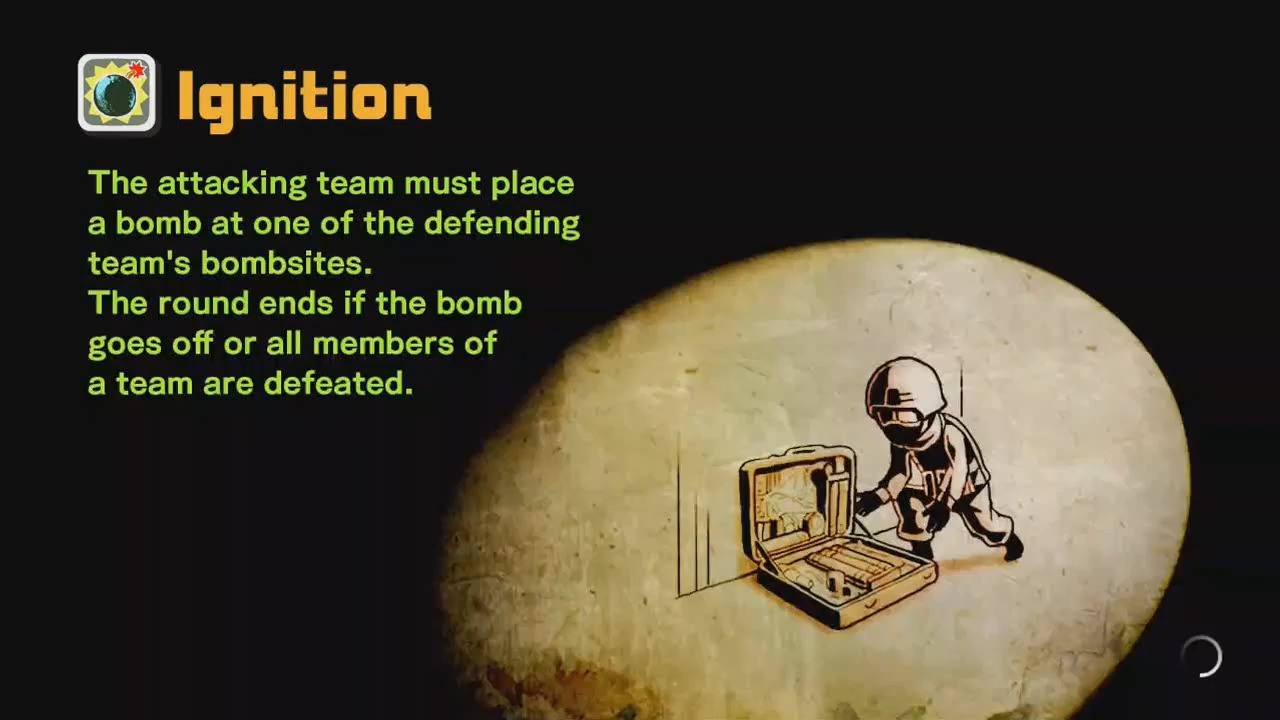 Ignition
The attacking team must place
a bomb at one of the defending
team's bombsites.
The round ends if the bomb
goes off or all members of
a team are defeated.